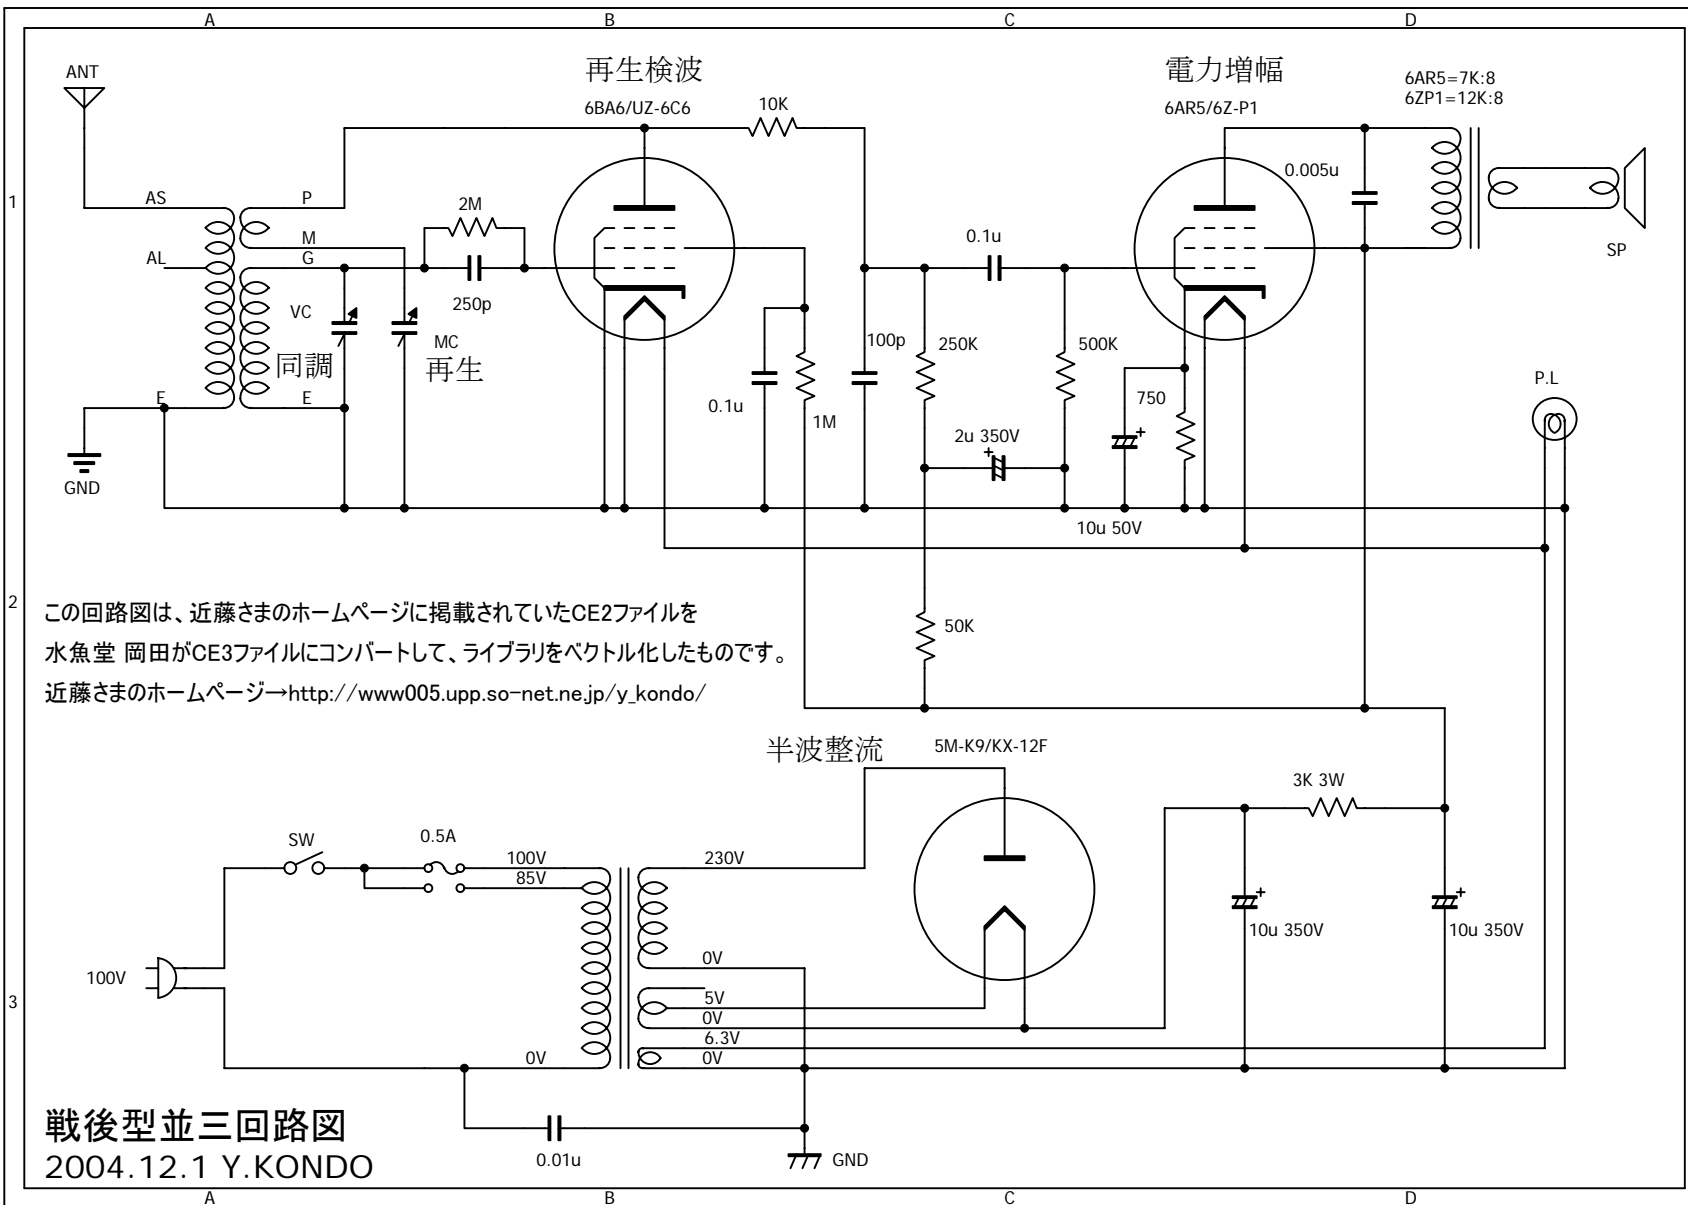 A
B
C
D
1
2
3
ANT
再生検波
6BA6/UZ-6C6
10K
電力増幅
6AR5/6Z-P1
6AR5=7K:8
6ZP1=12K:8
0.005u
AS
P
2M
M
AL
G
0.1u
SP
VC
250p
同調
MC
再生
100p
250K
500K
P.L
E
E
0.1u
1M
750
2u 350V
+
+
GND
10u 50V
この回路図は、近藤さまのホームページに掲載されていたCE2ファイルを
水魚堂 岡田がCE3ファイルにコンバートして、ライブラリをベクトル化したものです。
近藤さまのホームページ→http://www005.upp.so-net.ne.jp/y_kondo/
50K
半波整流
5M-K9/KX-12F
3K 3W
SW
0.5A
100V
85V
230V
+
10u 350V
+
10u 350V
100V
0V
5V
0V
6.3V
0V
0V
戦後型並三回路図
2004.12.1 Y.KONDO
0.01u
GND
A
B
C
D